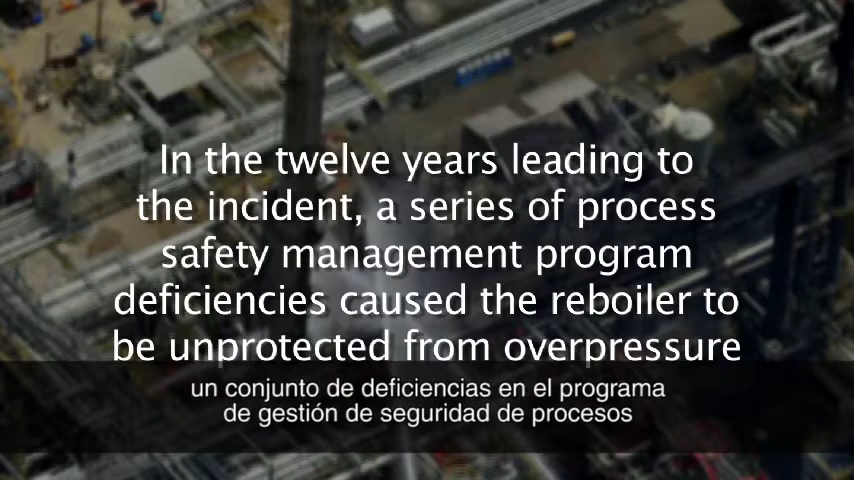 In the twelve years leading to
the incident, a series of process
safety management program
deficiencies caused the reboiler to
be unprotected from overpressure
un conjunto de deficiencias en el programa
de gestión de seguridad de procesos